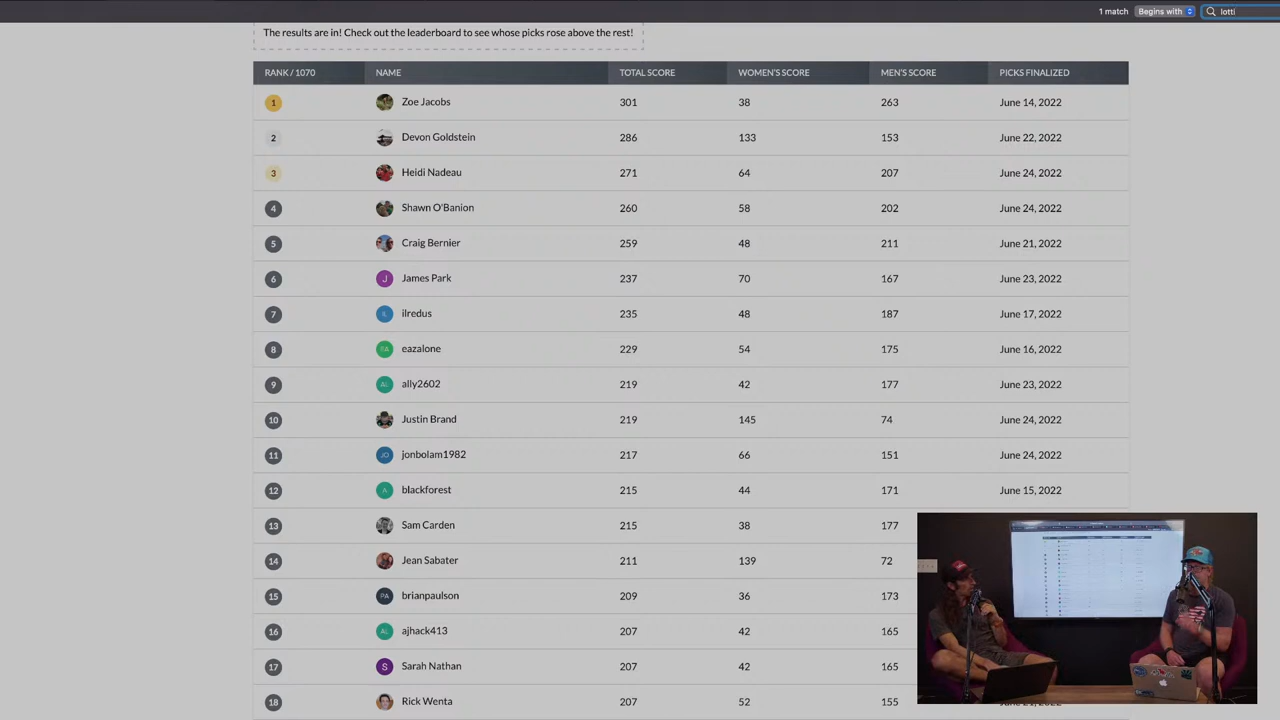 1 match Begins with lotti
The results are in! Check out the leaderboard to see whose picks rose above the rest!
RANK / 1070 NAME TOTAL SCORE WOMEN'S SCORE MEN'S SCORE PICKS FINALIZED
1 Zoe Jacobs 301 38 263 June 14, 2022
2 Devon Goldstein 286 133 153 June 22, 2022
3 Heidi Nadeau 271 64 207 June 24, 2022
4 Shawn O'Banion 260 58 202 June 24, 2022
5 Craig Bernier 259 48 211 June 21, 2022
6 J James Park 237 70 167 June 23, 2022
7 IL ilredus 235 48 187 June 17, 2022
8 EA eazalone 229 54 175 June 16, 2022
9 AL ally2602 219 42 177 June 23, 2022
10 Justin Brand 219 145 74 June 24, 2022
11 JO jonbolam1982 217 66 151 June 24, 2022
12 A blackforest 215 44 171 June 15, 2022
13 Sam Carden 215 38 177
14 Jean Sabater 211 139 72
15 PA brianpaulson 209 36 173
16 AL ajhack413 207 42 165
17 S Sarah Nathan 207 42 165
18 Rick Wenta 207 52 155